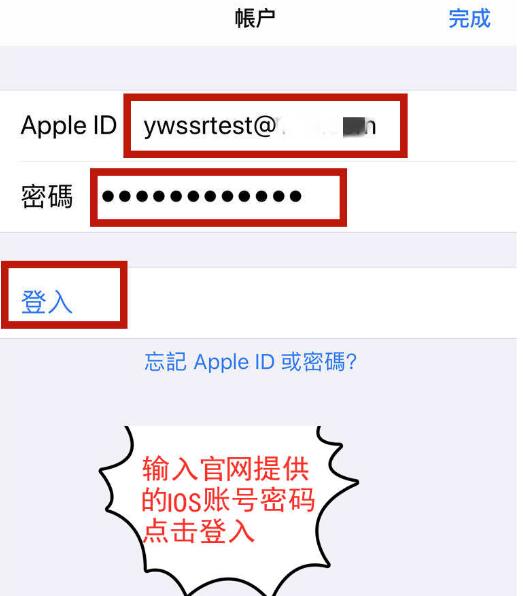 帳户
完成
Apple ID
ywssrtest@
密碼
登入
忘記 Apple ID 或密碼?
输入官网提供
的IOS账号密码
点击登入